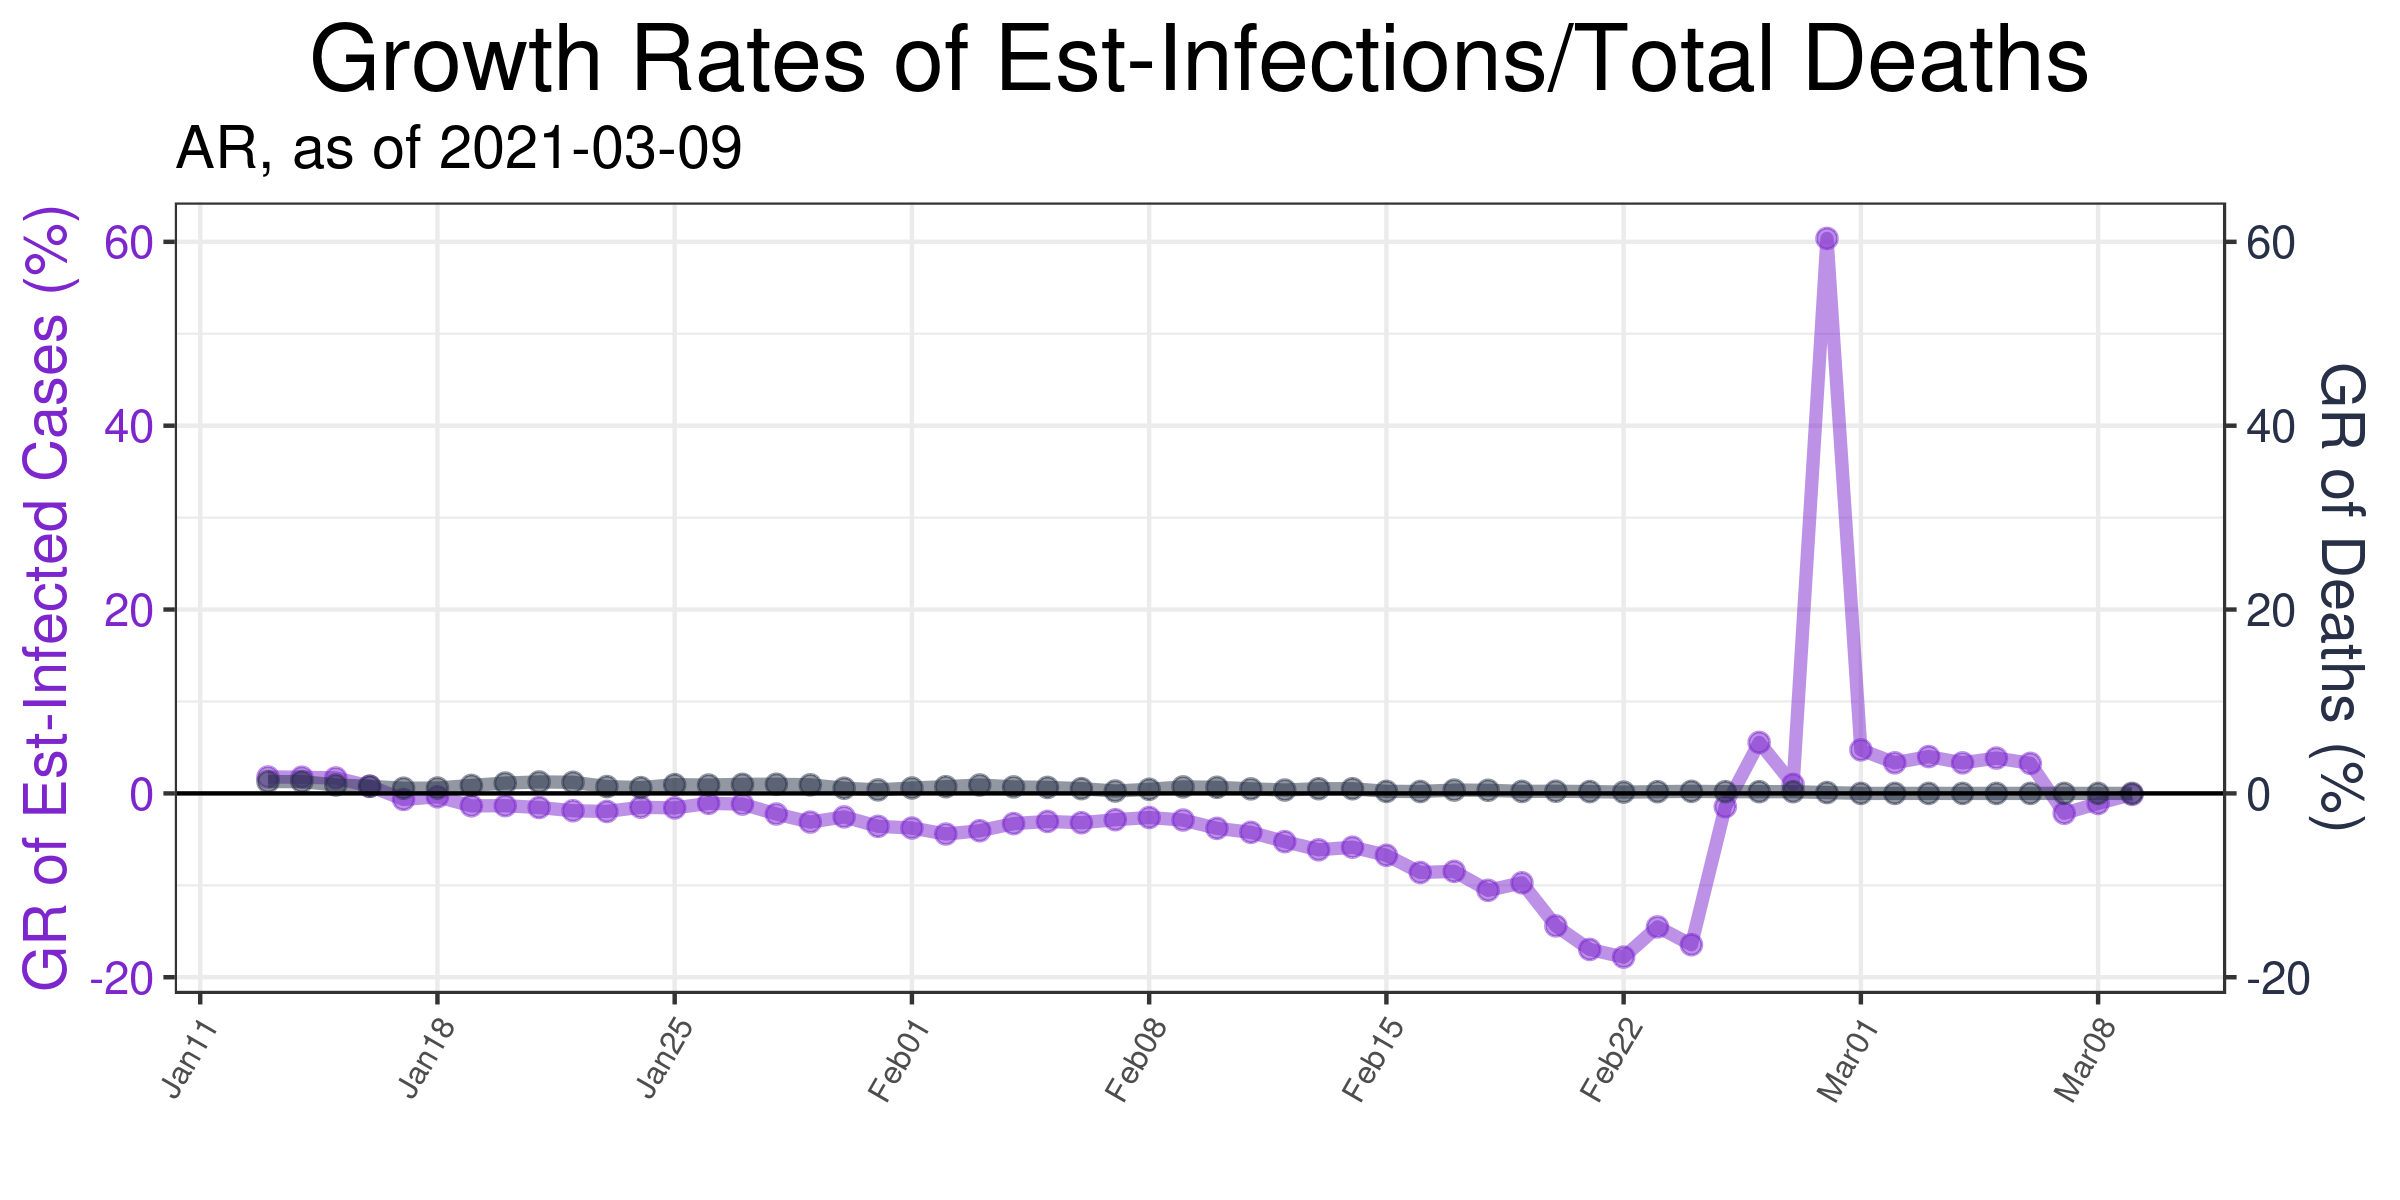 Growth Rates of Est-Infections/Total Deaths
AR, as of 2021-03-09
GR of Est-Infected Cases (%)
60
40
20
0
-20
60
40
20
0
-20
GR of Deaths (%)
Jan11
Jan18
Jan25
Feb01
Feb08
Feb15
Feb22
Mar01
Mar08